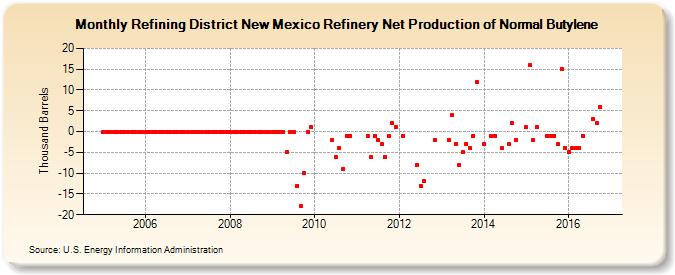 Monthly Refining District New Mexico Refinery Net Production of Normal Butylene
Thousand Barrels
20
15
10
5
0
-5
-10
-15
-20
2006 2008 2010 2012 2014 2016
Source: U.S. Energy Information Administration